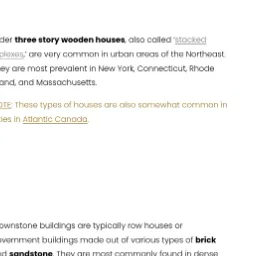 der three story wooden houses, also called ‘stacked
plexes,’ are very common in urban areas of the Northeast.
ey are most prevalent in New York, Connecticut, Rhode
and, and Massachusetts.
OTE: These types of houses are also somewhat common in
ties in Atlantic Canada.
ownstone buildings are typically row houses or
overnment buildings made out of various types of brick
nd sandstone. They are most commonly found in dense